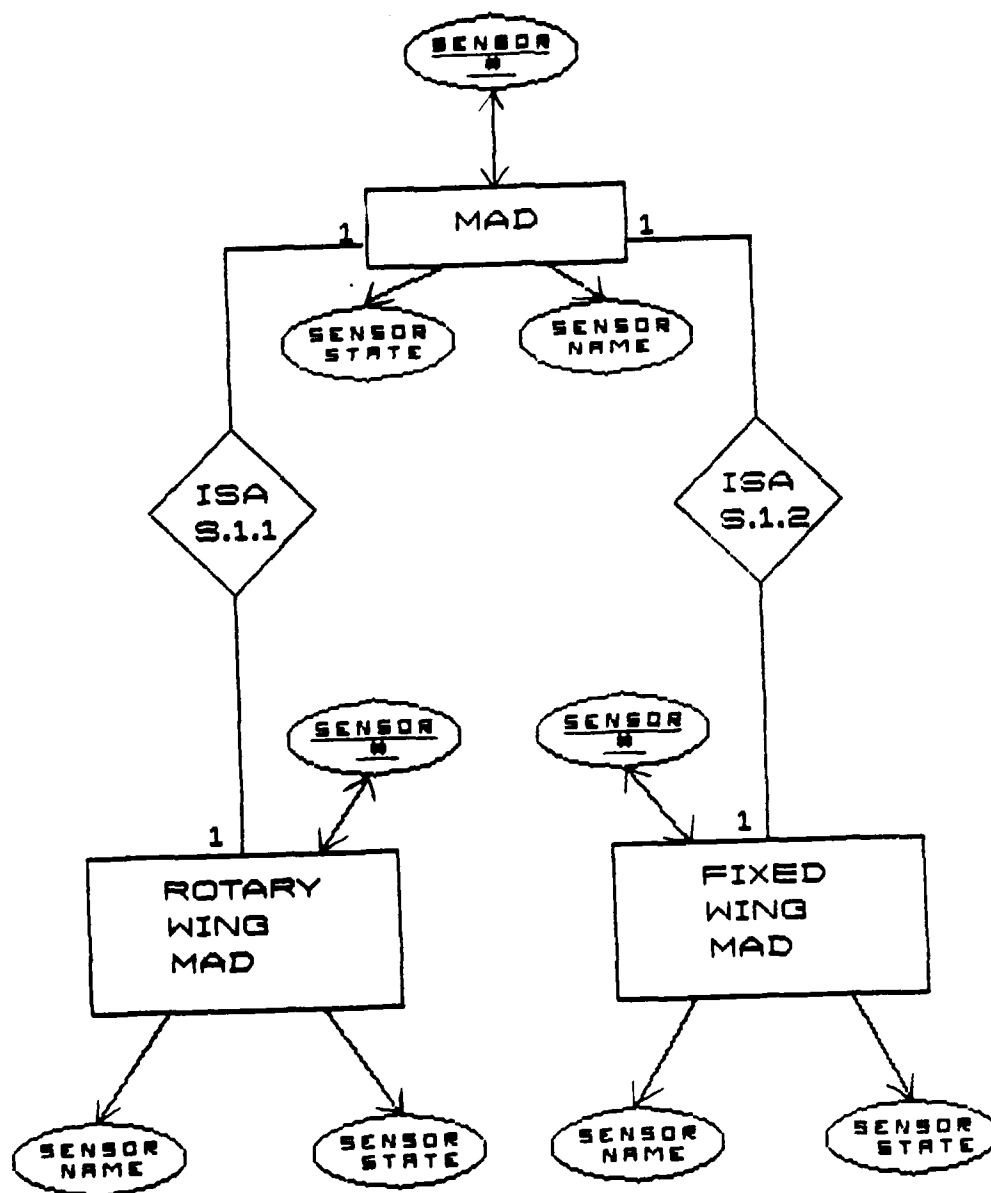 SENSOR
#
MAD
1
1
SENSOR
STATE
SENSOR
NAME
ISA
S.1.1
ISA
S.1.2
SENSOR
#
SENSOR
#
1
1
ROTARY
WING
MAD
FIXED
WING
MAD
SENSOR
NAME
SENSOR
STATE
SENSOR
NAME
SENSOR
STATE